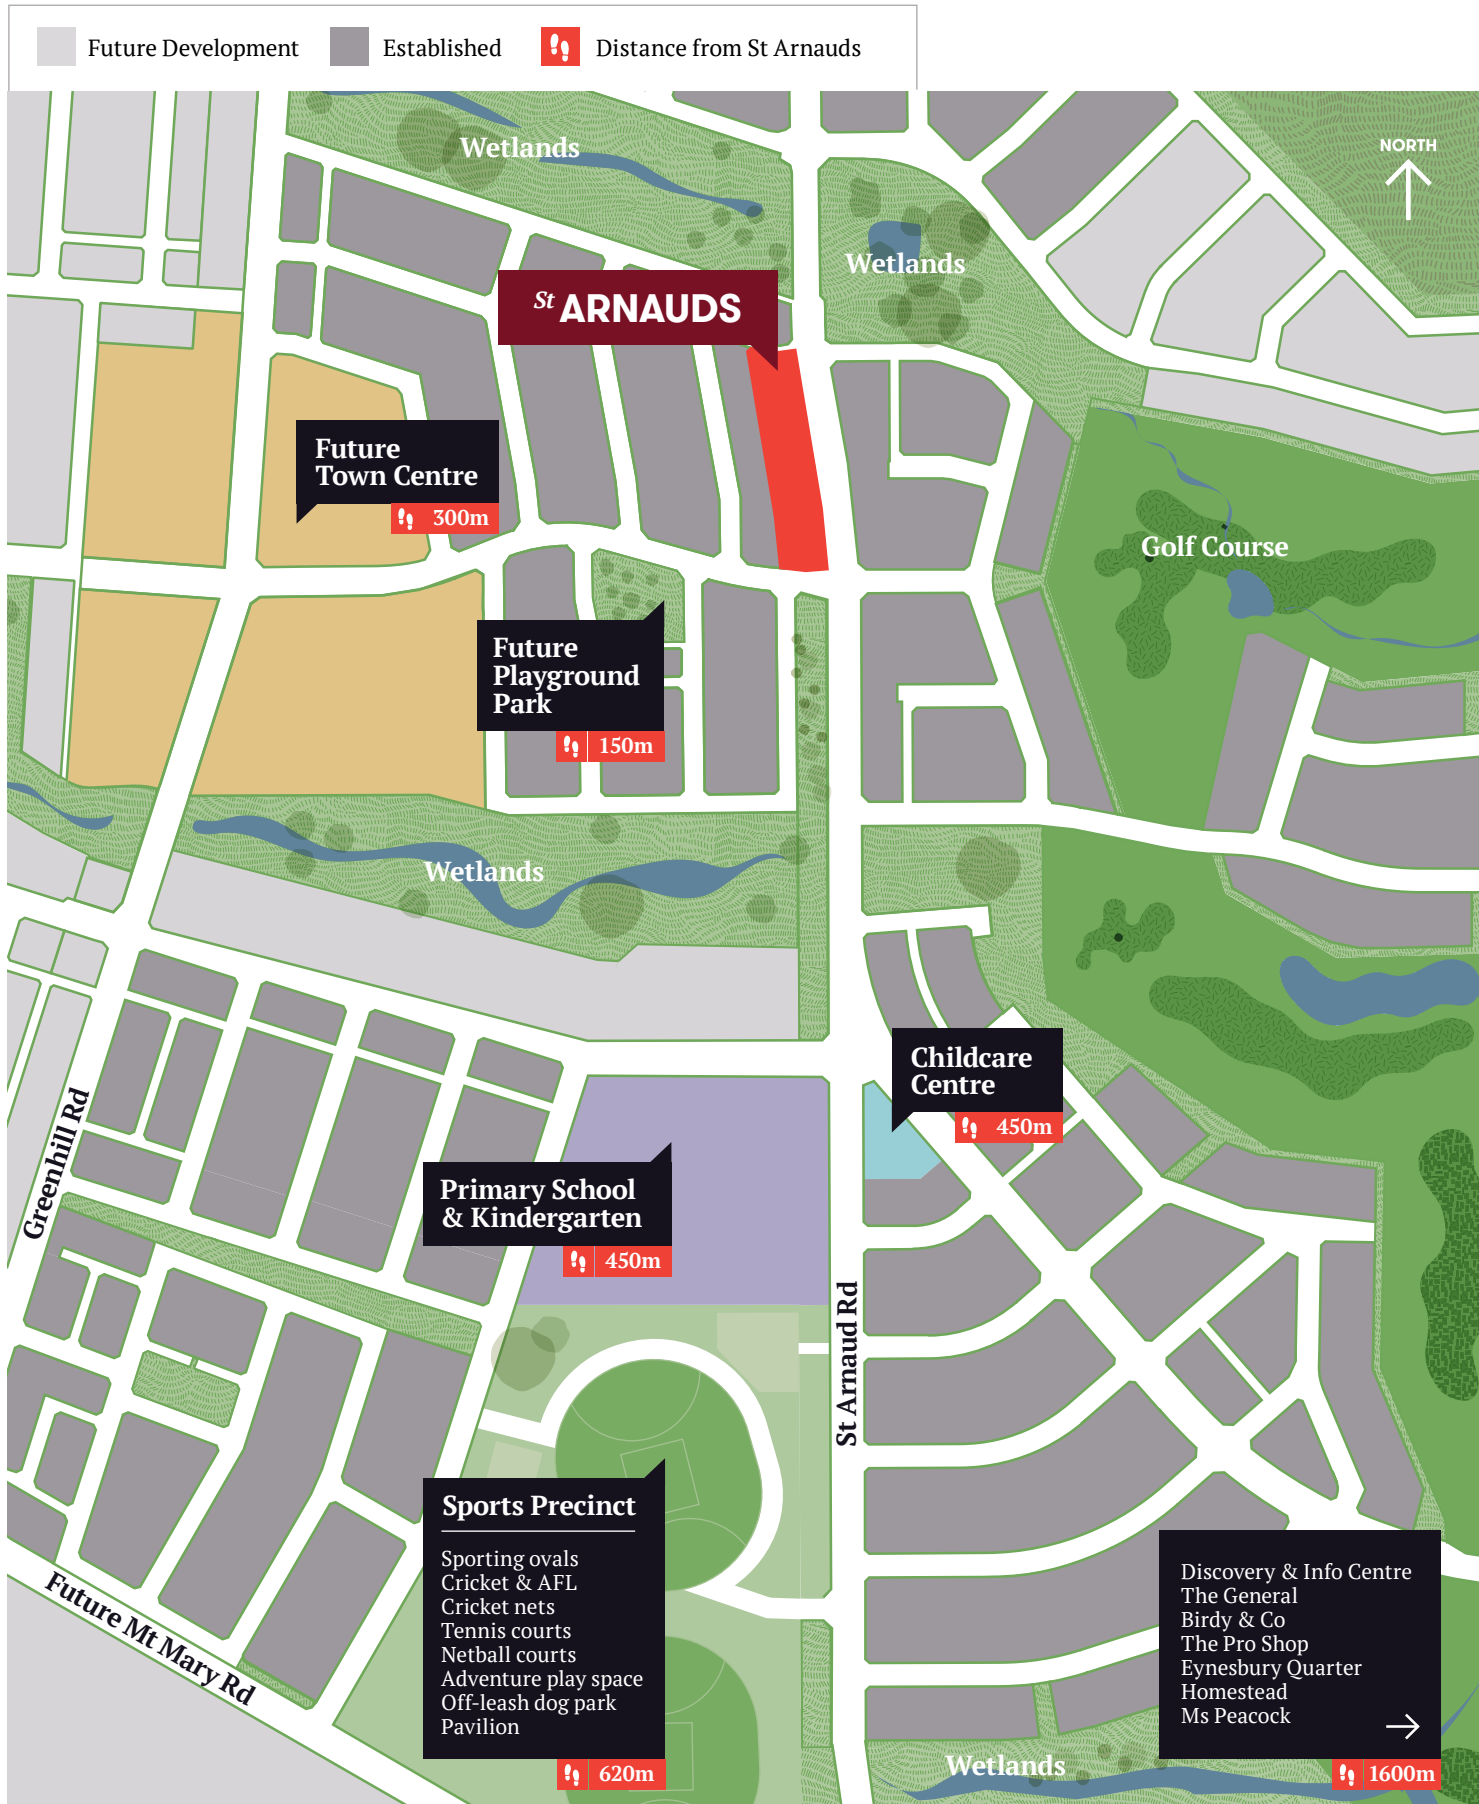 Future Development
Established
Distance from St Arnauds
NORTH
Wetlands
Wetlands
St ARNAUDS
Future
Town Centre
300m
Golf Course
Future
Playground
Park
150m
Wetlands
Childcare
Centre
450m
Greenhill Rd
Primary School
& Kindergarten
450m
St Arnaud Rd
Sports Precinct
Sporting ovals
Cricket & AFL
Cricket nets
Tennis courts
Netball courts
Adventure play space
Off-leash dog park
Pavilion
620m
Future Mt Mary Rd
Discovery & Info Centre
The General
Birdy & Co
The Pro Shop
Eynesbury Quarter
Homestead
Ms Peacock
1600m
Wetlands